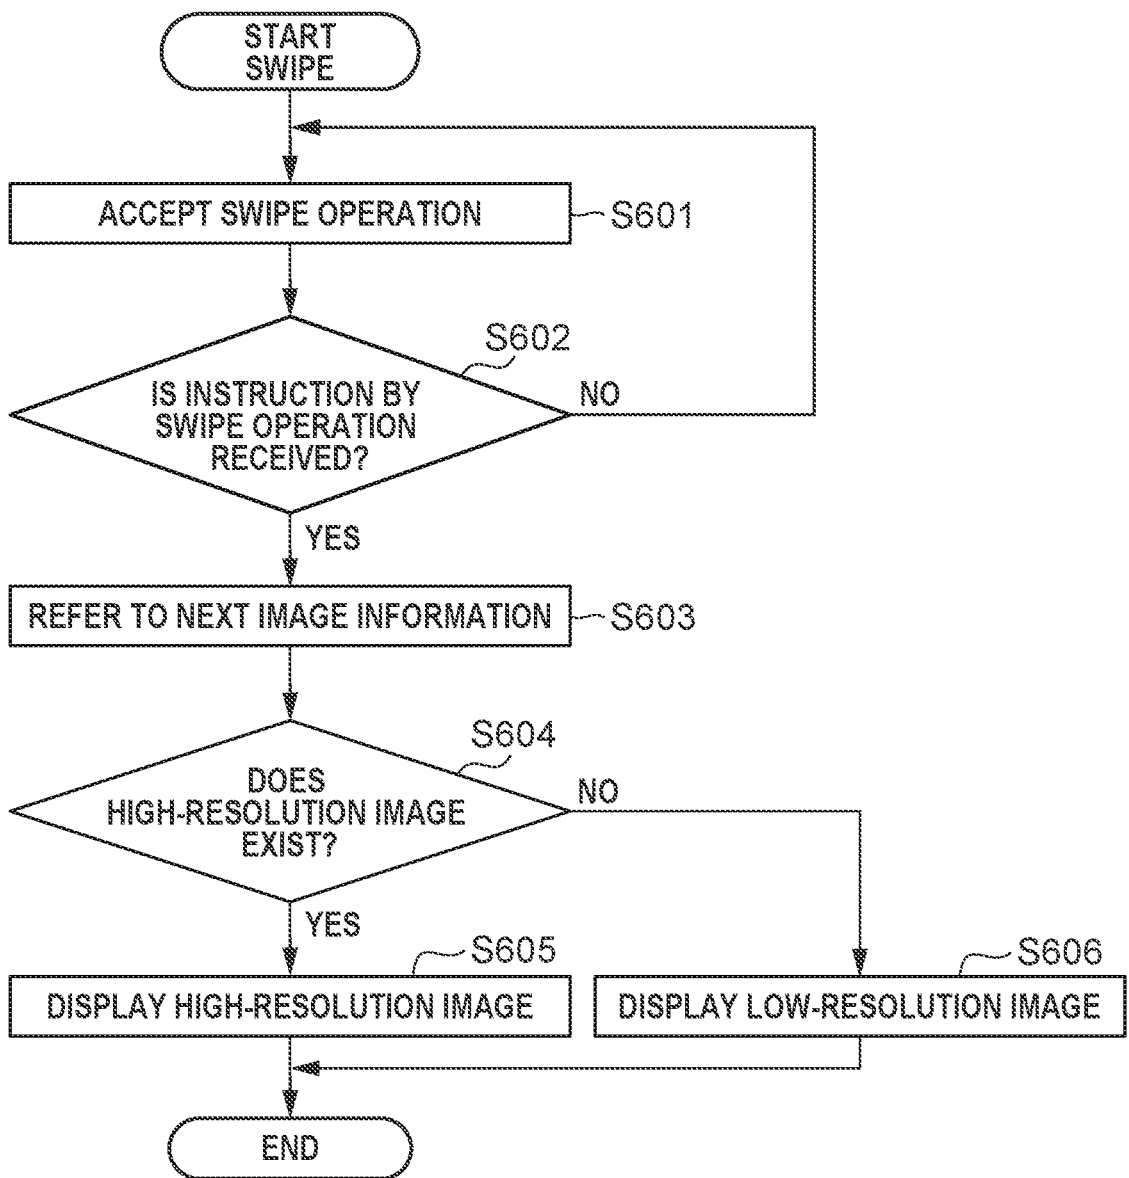 START
SWIPE
ACCEPT SWIPE OPERATION
S601
S602
IS INSTRUCTION BY
SWIPE OPERATION
RECEIVED?
NO
YES
REFER TO NEXT IMAGE INFORMATION
S603
S604
DOES
HIGH-RESOLUTION IMAGE
EXIST?
NO
YES
S605
DISPLAY HIGH-RESOLUTION IMAGE
S606
DISPLAY LOW-RESOLUTION IMAGE
END